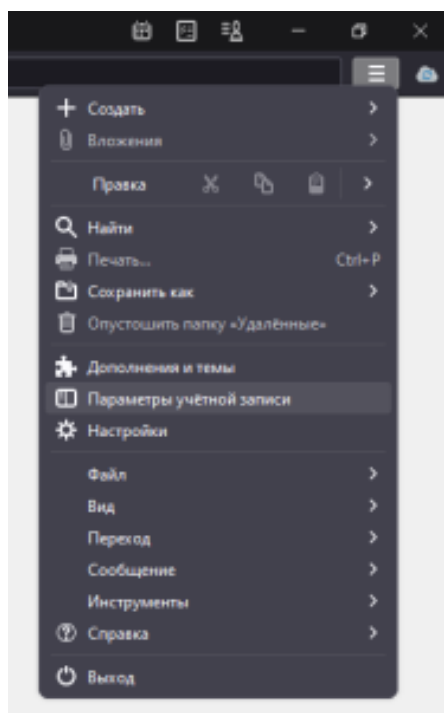 Создать
Вложения
Правка
Найти
Печать... Ctrl+P
Сохранить как
Опустошить папку «Удалённые»
Дополнения и темы
Параметры учётной записи
Настройки
Файл
Вид
Переход
Сообщение
Инструменты
Справка
Выход